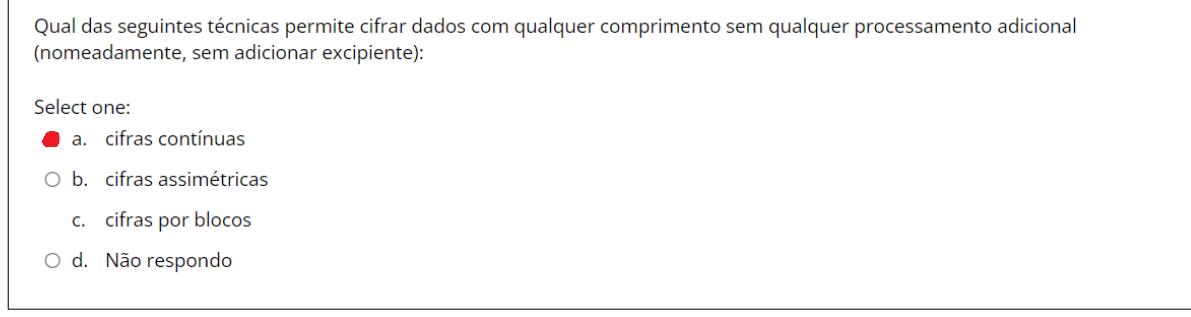 Qual das seguintes técnicas permite cifrar dados com qualquer comprimento sem qualquer processamento adicional
(nomeadamente, sem adicionar excipiente):
Select one:
a. cifras contínuas
b. cifras assimétricas
c. cifras por blocos
d. Não respondo